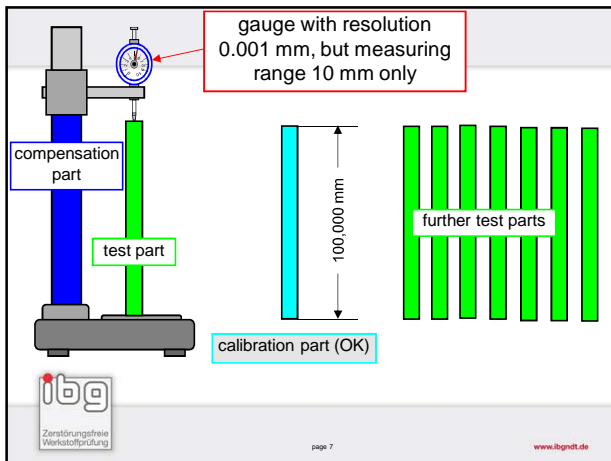 gauge with resolution
0.001 mm, but measuring
range 10 mm only
compensation
part
test part
100,000 mm
further test parts
calibration part (OK)
ibg
Zerstörungsfreie
Werkstoffprüfung
page 7
www.ibgndt.de